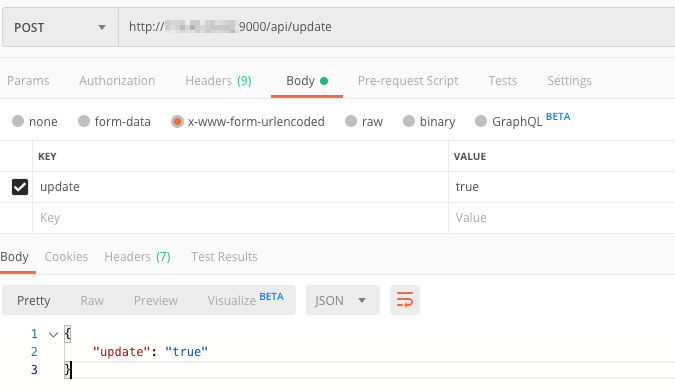 POST http:// :9000/api/update
Params Authorization Headers (9) Body Pre-request Script Tests Settings
none form-data x-www-form-urlencoded raw binary GraphQL BETA
KEY VALUE
update true
Key Value
Body Cookies Headers (7) Test Results
Pretty Raw Preview Visualize BETA JSON
1 {
2 "update": "true"
3 }